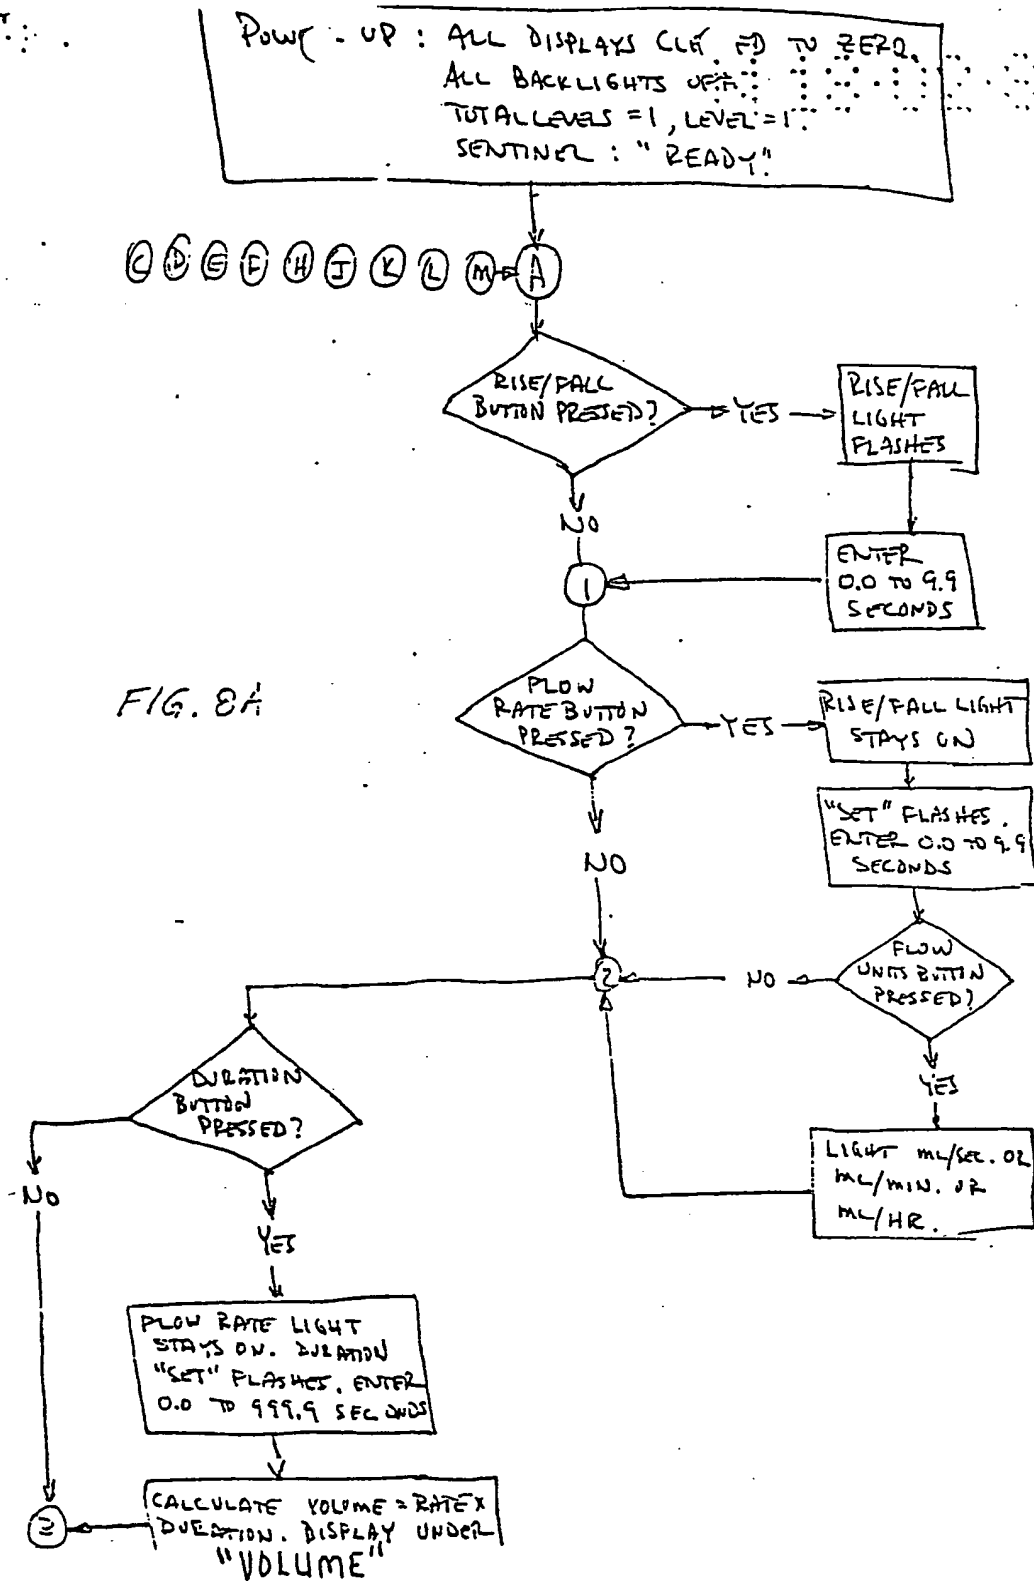 POWER-UP: ALL DISPLAYS CLE ED TO ZERO.
ALL BACKLIGHTS OFF.
TOTAL LEVELS = 1, LEVEL = 1.
SENTINEL: "READY"
C D E F H J K L M A
RISE/FALL
BUTTON PRESSED?
YES
RISE/FALL
LIGHT
FLASHES
NO
ENTER
0.0 TO 9.9
SECONDS
1
FIG. 8A
FLOW
RATE BUTTON
PRESSED?
YES
RISE/FALL LIGHT
STAYS ON
"SET" FLASHES.
ENTER 0.0 TO 9.9
SECONDS
NO
FLOW
UNITS BUTTON
PRESSED?
NO
2
YES
LIGHT ML/SEC. OR
ML/MIN. OR
ML/HR.
DURATION
BUTTON
PRESSED?
NO
YES
FLOW RATE LIGHT
STAYS ON. DURATION
"SET" FLASHES. ENTER
0.0 TO 999.9 SECONDS
CALCULATE VOLUME = RATE X
DURATION. DISPLAY UNDER
"VOLUME"
3